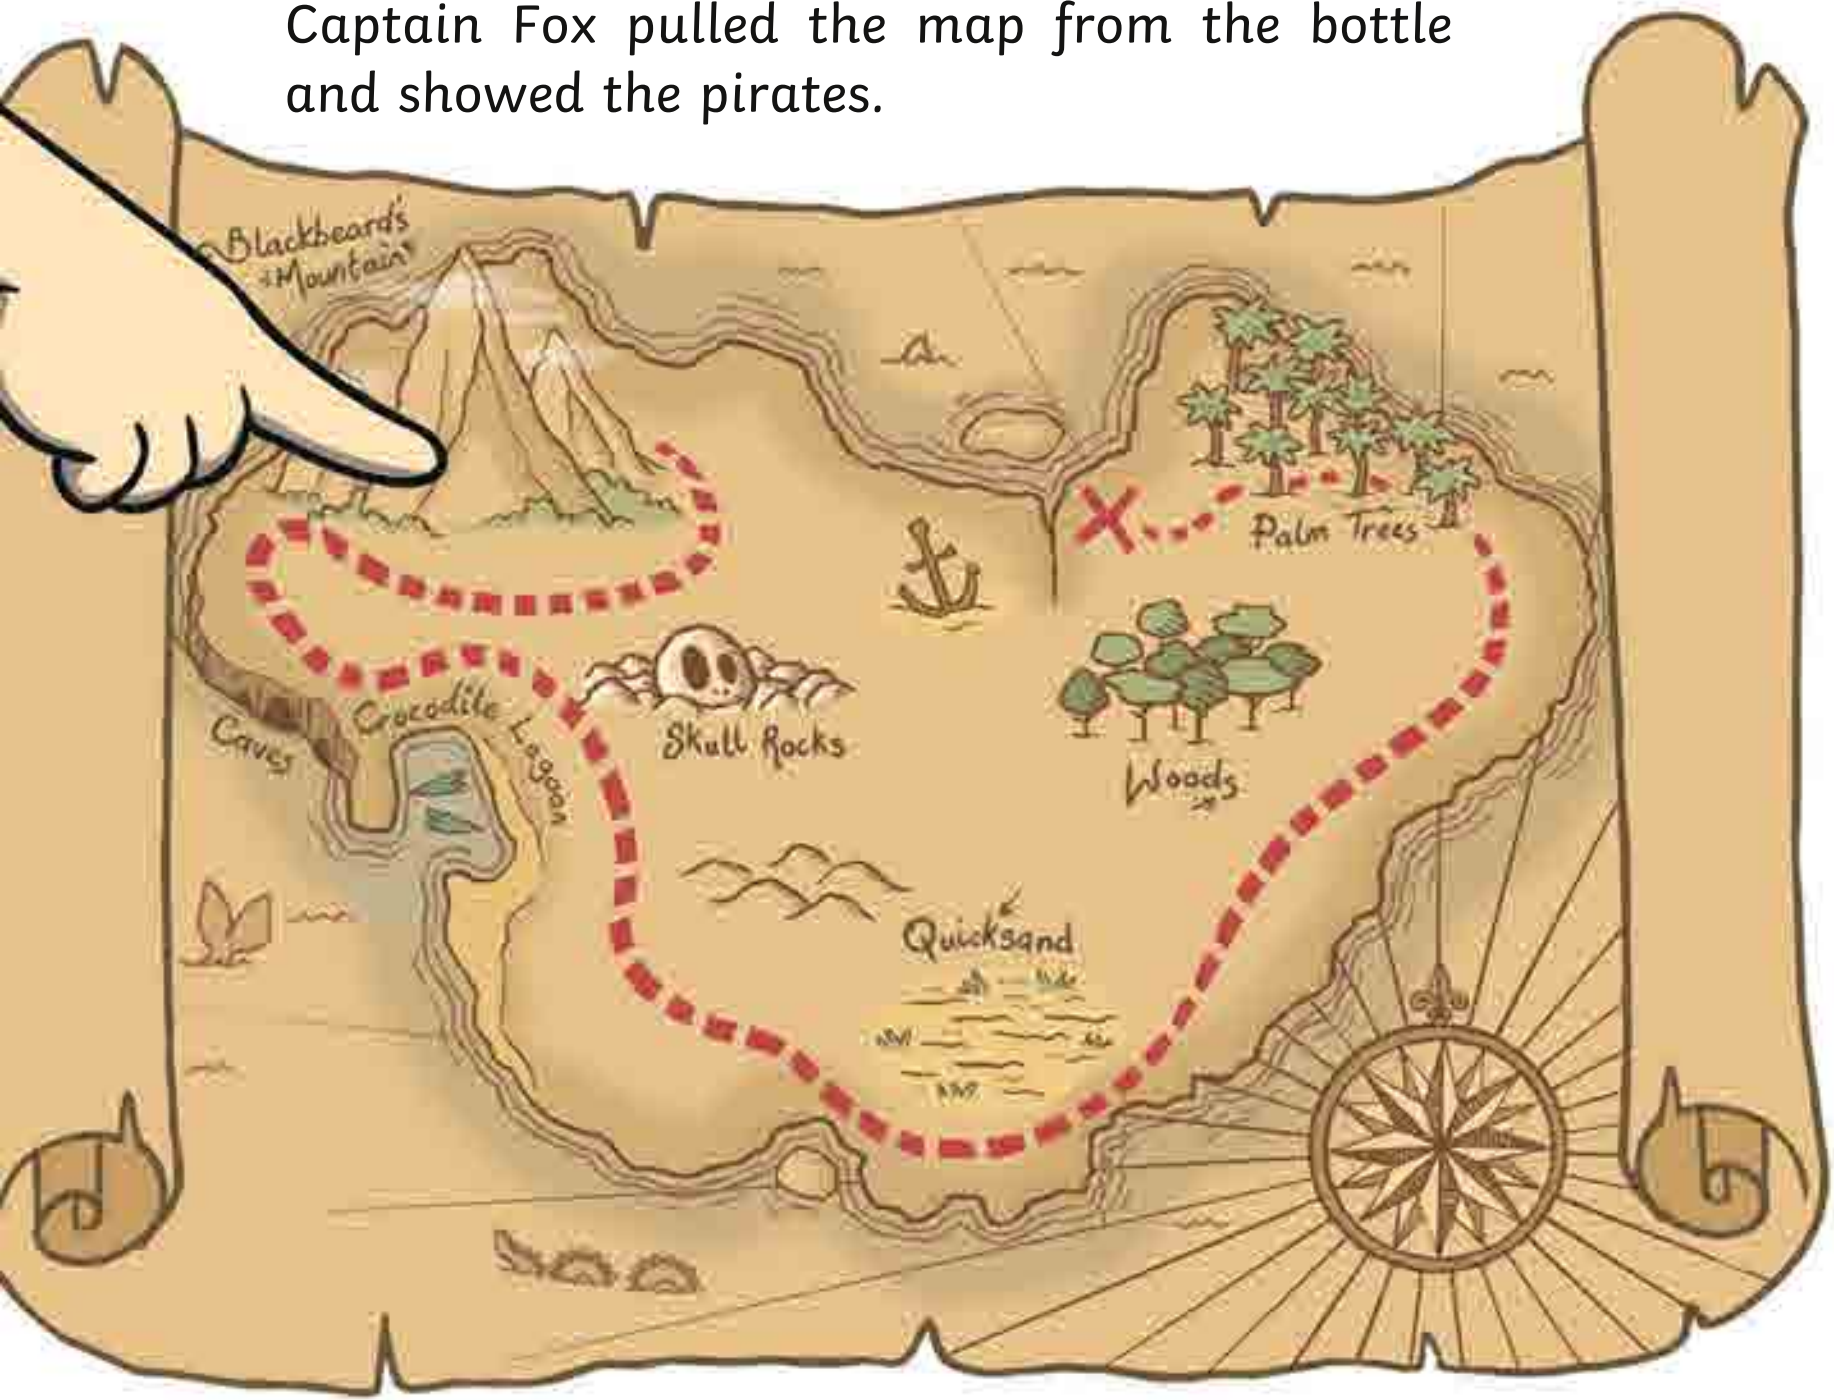 Captain Fox pulled the map from the bottle
and showed the pirates.
Blackbeard's
Mountain
Palm Trees
Crocodile Lagoon
Caves
Skull Rocks
Woods
Quicksand